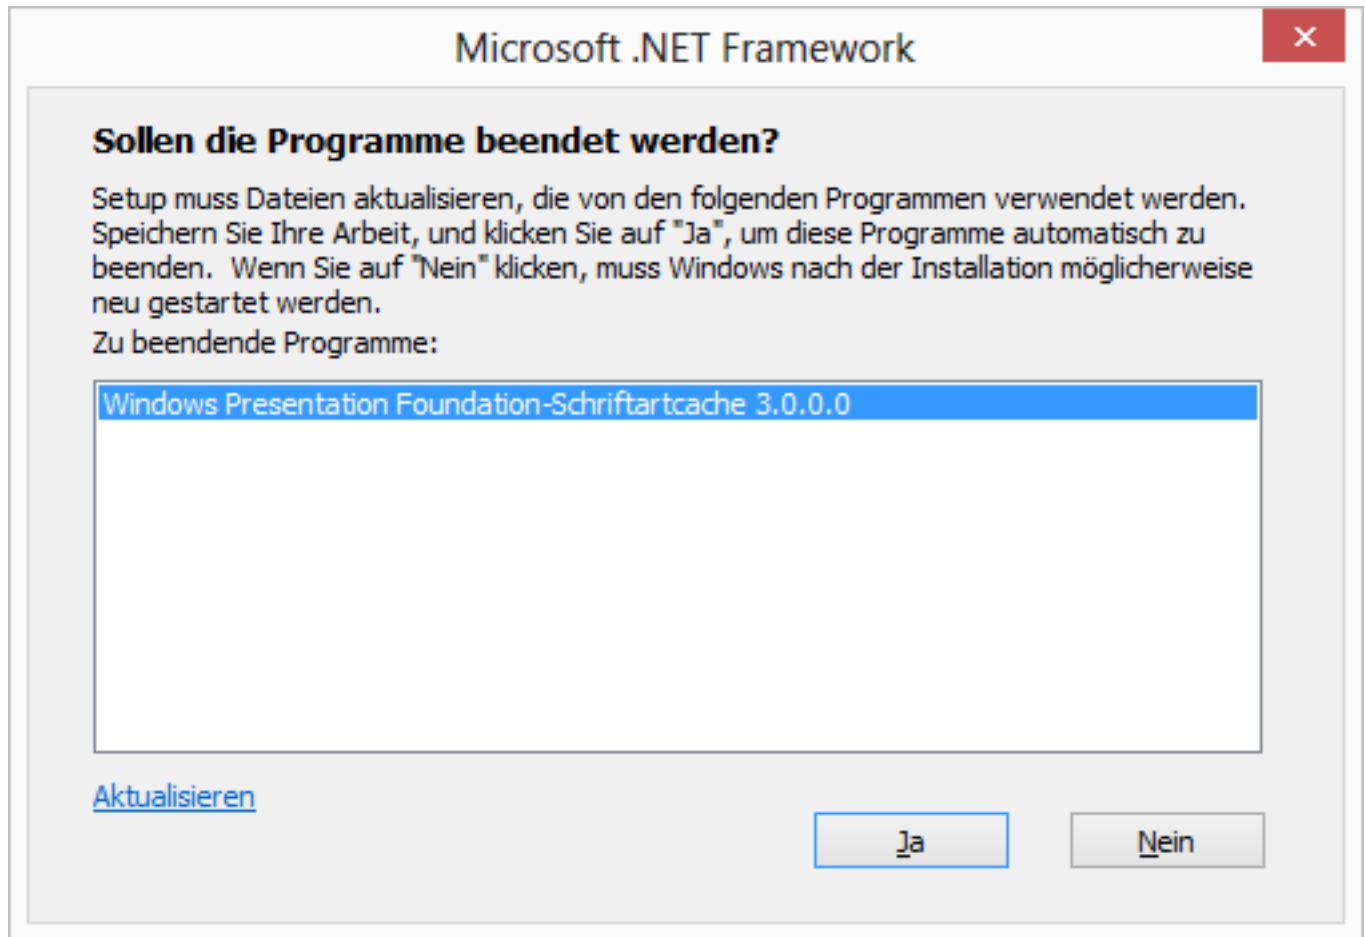 Microsoft .NET Framework
Sollen die Programme beendet werden?
Setup muss Dateien aktualisieren, die von den folgenden Programmen verwendet werden.
Speichern Sie Ihre Arbeit, und klicken Sie auf "Ja", um diese Programme automatisch zu
beenden.  Wenn Sie auf "Nein" klicken, muss Windows nach der Installation möglicherweise
neu gestartet werden.
Zu beendende Programme:
Windows Presentation Foundation-Schriftartcache 3.0.0.0
Aktualisieren
Ja
Nein